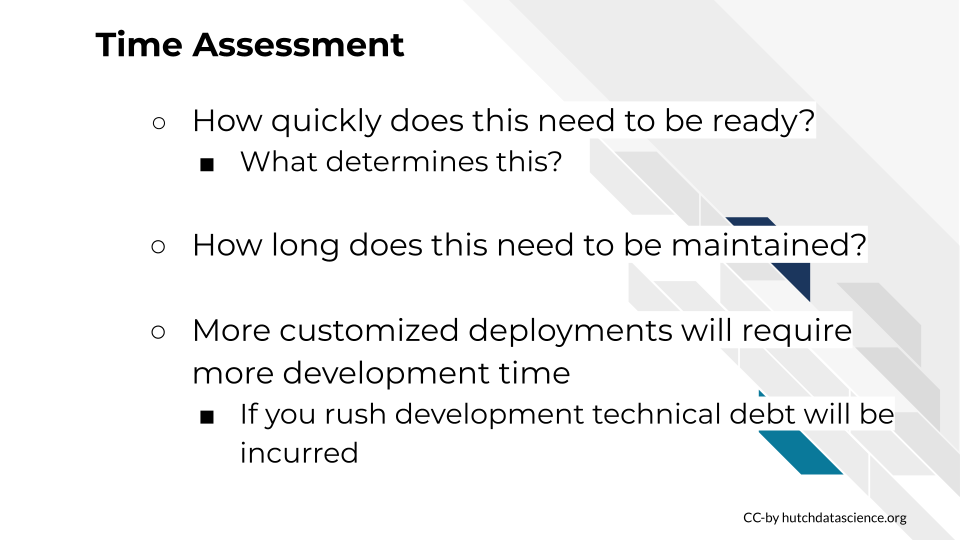 Time Assessment
○ How quickly does this need to be ready?
■ What determines this?
○ How long does this need to be maintained?
○ More customized deployments will require
more development time
■ If you rush development technical debt will be
incurred
CC-by hutchdatascience.org